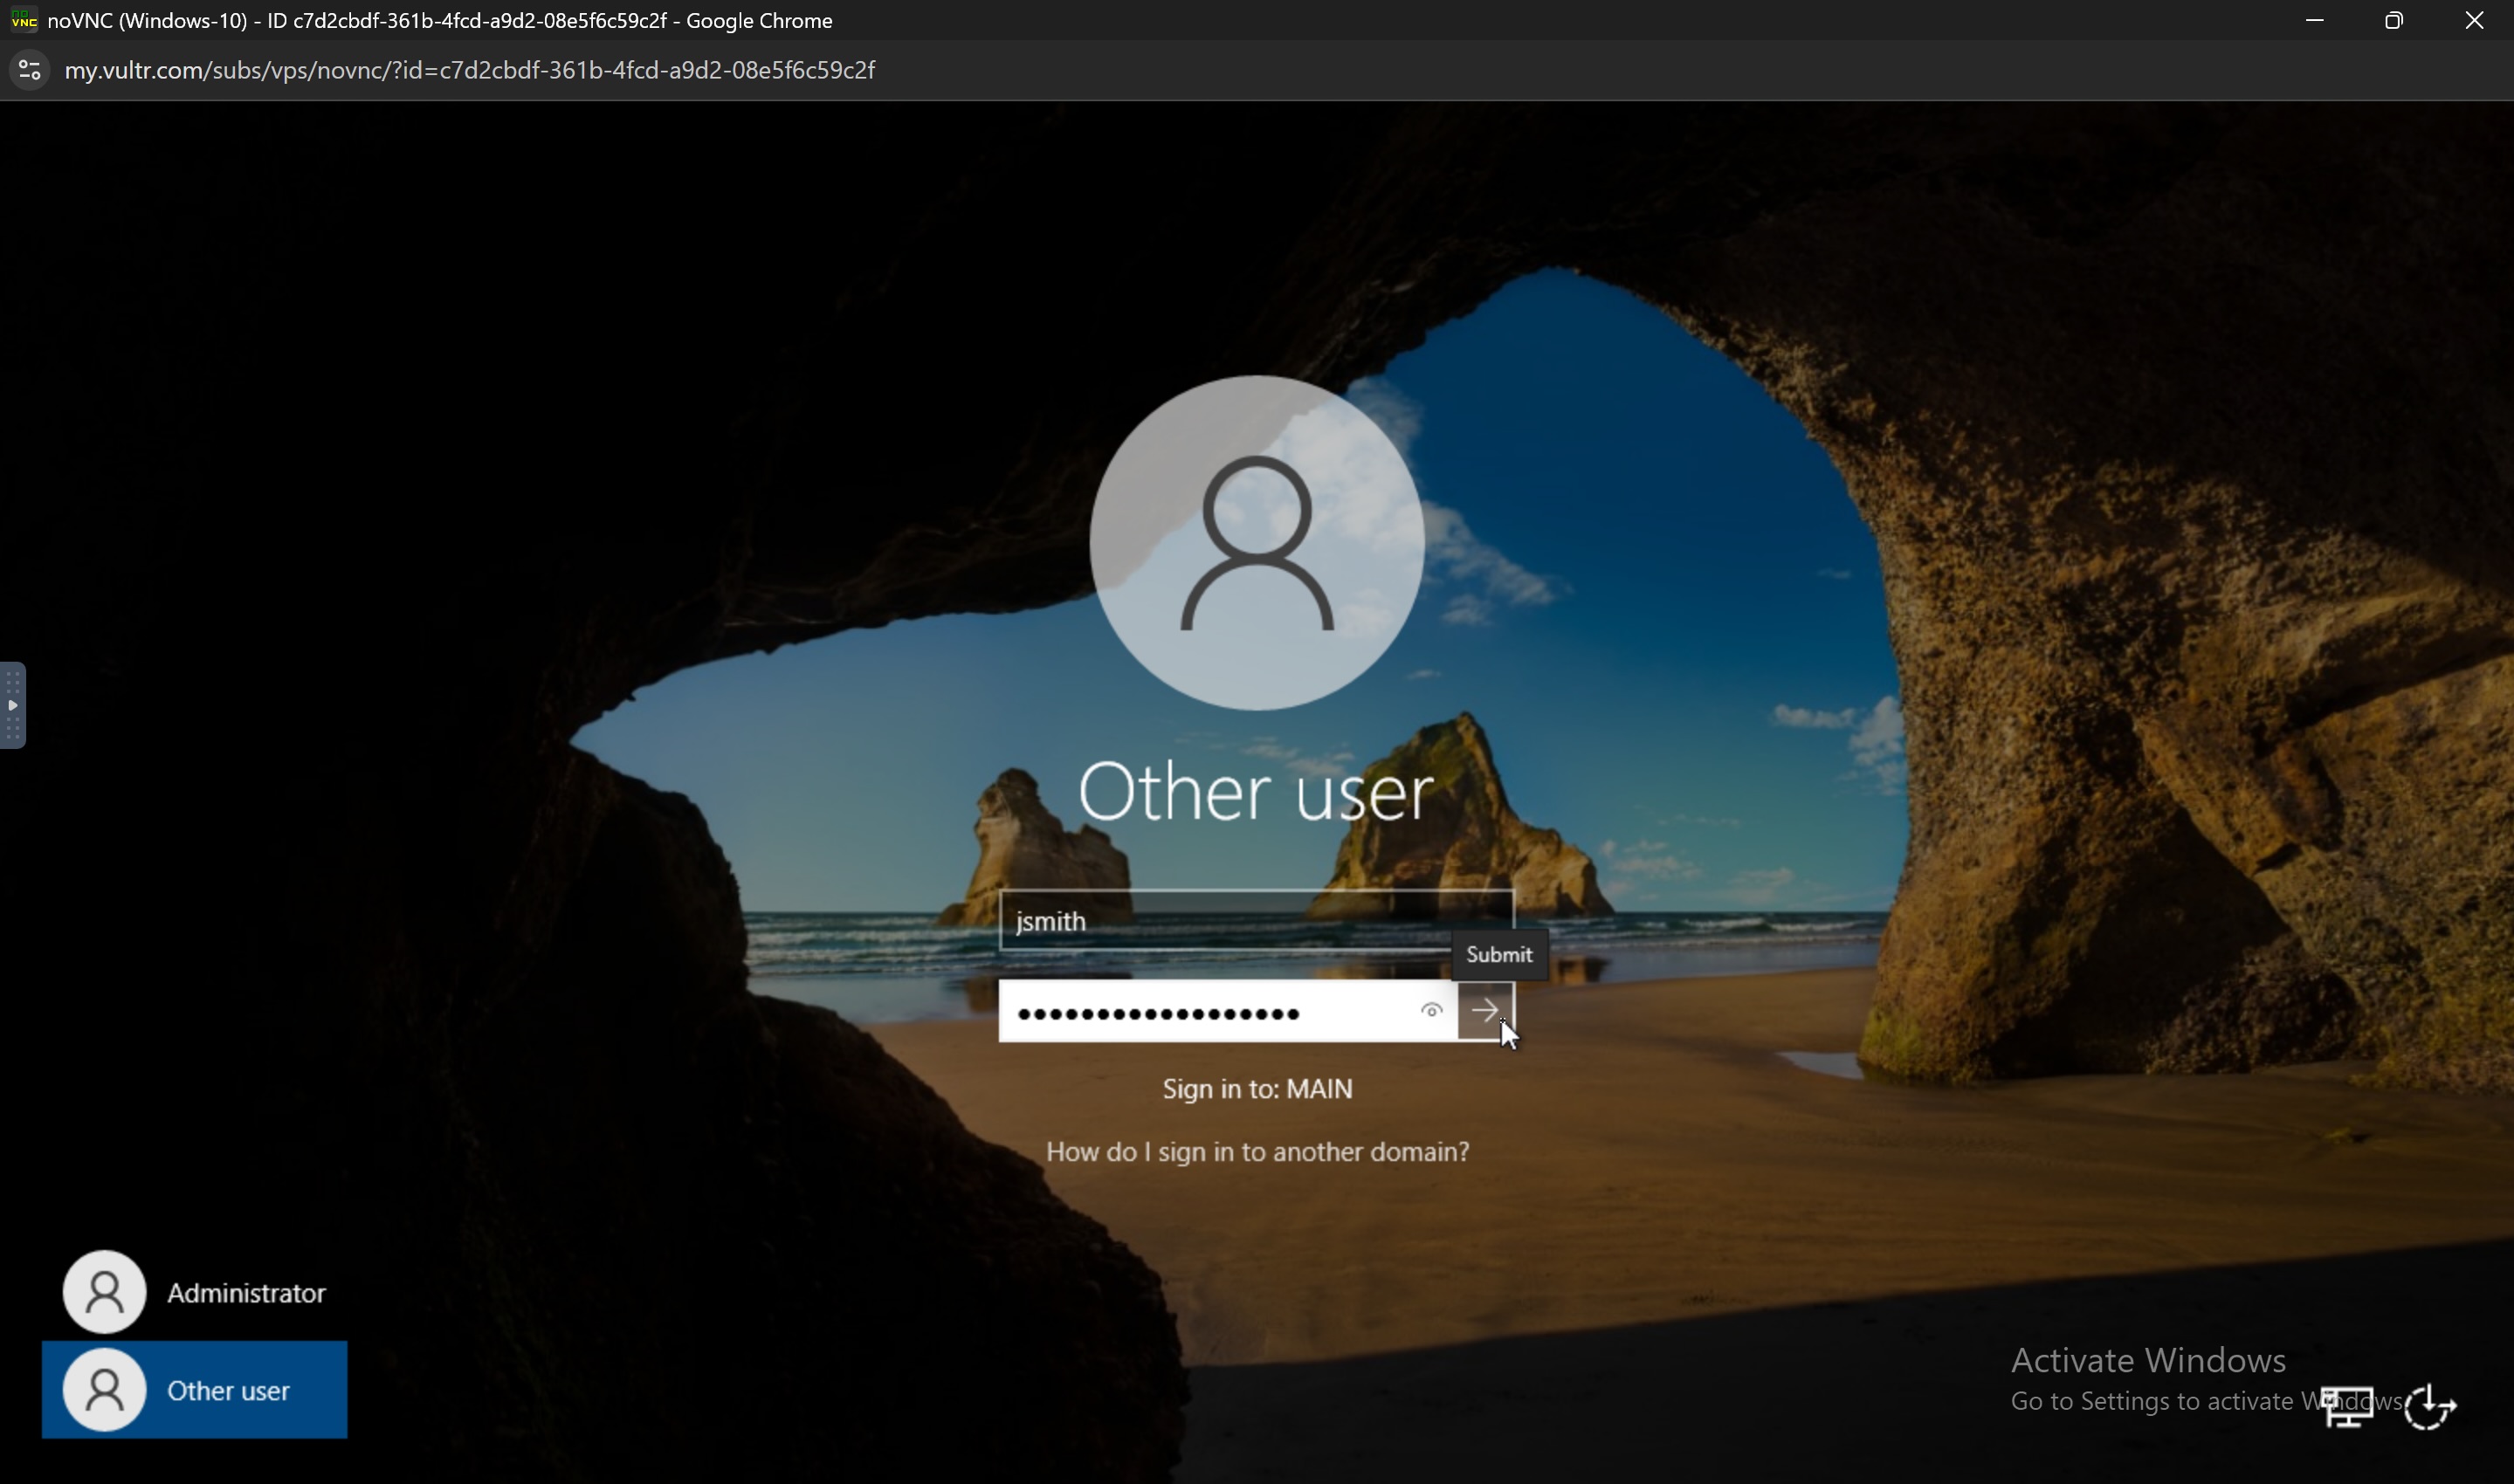 noVNC (Windows-10) - ID c7d2cbdf-361b-4fcd-a9d2-08e5f6c59c2f - Google Chrome
my.vultr.com/subs/vps/novnc/?id=c7d2cbdf-361b-4fcd-a9d2-08e5f6c59c2f
Other user
jsmith
Submit
Sign in to: MAIN
How do I sign in to another domain?
Administrator
Other user
Activate Windows
Go to Settings to activate Windows.